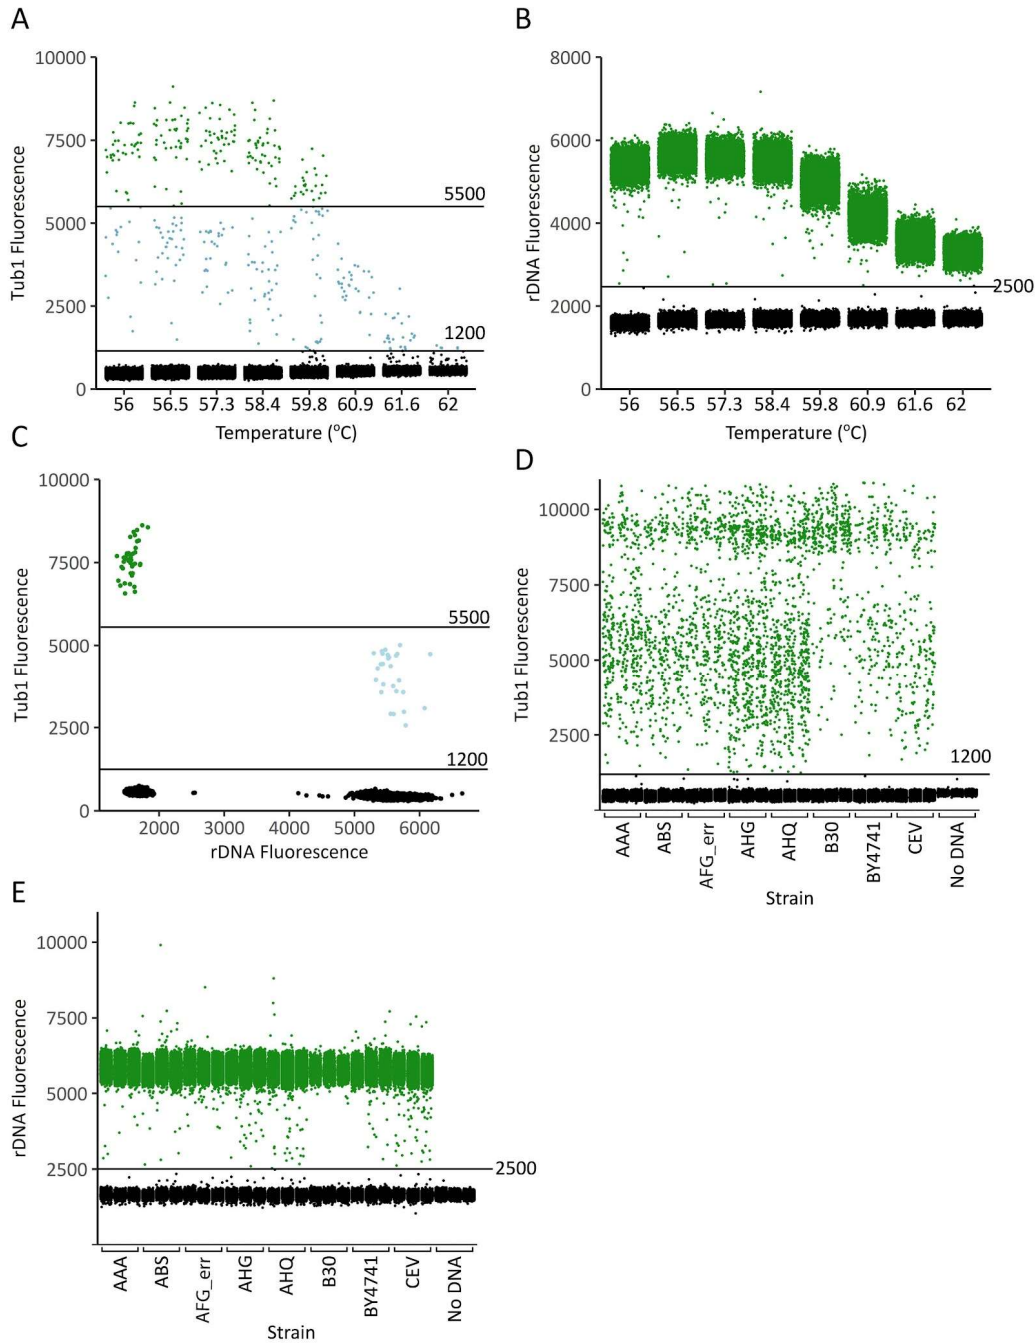 A
10000
7500
5000
2500
0
Tub1 Fluorescence
5500
1200
56 56.5 57.3 58.4 59.8 60.9 61.6 62
Temperature (°C)
B
8000
6000
4000
2000
0
rDNA Fluorescence
2500
56 56.5 57.3 58.4 59.8 60.9 61.6 62
Temperature (°C)
C
10000
7500
5000
2500
0
Tub1 Fluorescence
5500
1200
2000 3000 4000 5000 6000
rDNA Fluorescence
D
10000
7500
5000
2500
Tub1 Fluorescence
1200
AAA ABS AFG_err AHG AHQ B30 BY4741 CEV No DNA
Strain
E
10000
7500
5000
2500
rDNA Fluorescence
2500
AAA ABS AFG_err AHG AHQ B30 BY4741 CEV No DNA
Strain